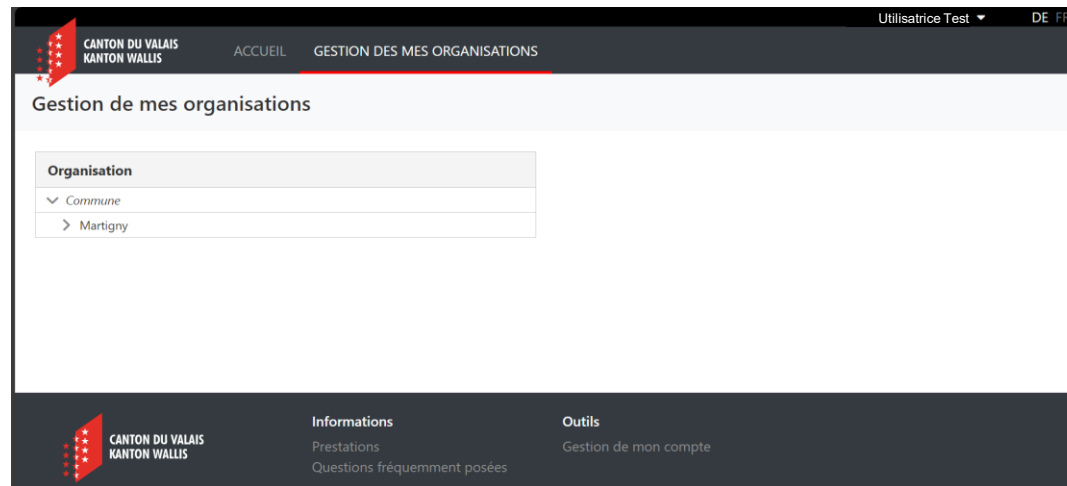 Utilisatrice Test DE FR
CANTON DU VALAIS
KANTON WALLIS
ACCUEIL GESTION DES MES ORGANISATIONS
Gestion de mes organisations
Organisation
Commune
Martigny
CANTON DU VALAIS
KANTON WALLIS
Informations
Prestations
Questions fréquemment posées
Outils
Gestion de mon compte